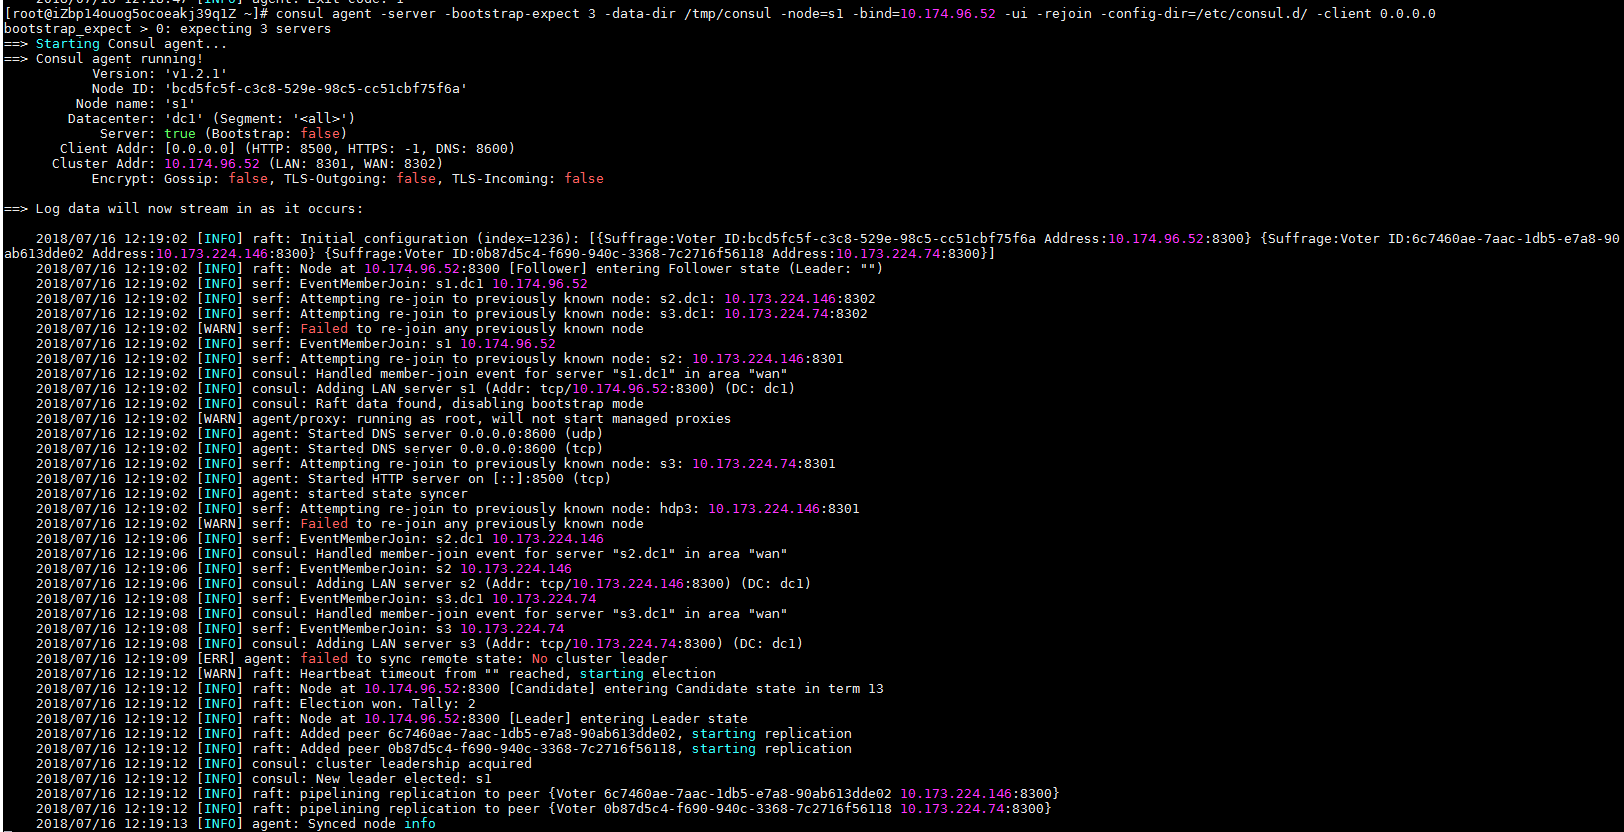 2018/07/16 12:18:47 [INFO] agent: Exit code: 1
[root@iZbp14ouog5ocoeakj39q1Z ~]# consul agent -server -bootstrap-expect 3 -data-dir /tmp/consul -node=s1 -bind=10.174.96.52 -ui -rejoin -config-dir=/etc/consul.d/ -client 0.0.0.0
bootstrap_expect > 0: expecting 3 servers
==> Starting Consul agent...
==> Consul agent running!
Version: 'v1.2.1'
Node ID: 'bcd5fc5f-c3c8-529e-98c5-cc51cbf75f6a'
Node name: 's1'
Datacenter: 'dc1' (Segment: '<all>')
Server: true (Bootstrap: false)
Client Addr: [0.0.0.0] (HTTP: 8500, HTTPS: -1, DNS: 8600)
Cluster Addr: 10.174.96.52 (LAN: 8301, WAN: 8302)
Encrypt: Gossip: false, TLS-Outgoing: false, TLS-Incoming: false
==> Log data will now stream in as it occurs:
2018/07/16 12:19:02 [INFO] raft: Initial configuration (index=1236): [{Suffrage:Voter ID:bcd5fc5f-c3c8-529e-98c5-cc51cbf75f6a Address:10.174.96.52:8300} {Suffrage:Voter ID:6c7460ae-7aac-1db5-e7a8-90
ab613dde02 Address:10.173.224.146:8300} {Suffrage:Voter ID:0b87d5c4-f690-940c-3368-7c2716f56118 Address:10.173.224.74:8300}]
2018/07/16 12:19:02 [INFO] raft: Node at 10.174.96.52:8300 [Follower] entering Follower state (Leader: "")
2018/07/16 12:19:02 [INFO] serf: EventMemberJoin: s1.dc1 10.174.96.52
2018/07/16 12:19:02 [INFO] serf: Attempting re-join to previously known node: s2.dc1: 10.173.224.146:8302
2018/07/16 12:19:02 [INFO] serf: Attempting re-join to previously known node: s3.dc1: 10.173.224.74:8302
2018/07/16 12:19:02 [WARN] serf: Failed to re-join any previously known node
2018/07/16 12:19:02 [INFO] serf: EventMemberJoin: s1 10.174.96.52
2018/07/16 12:19:02 [INFO] serf: Attempting re-join to previously known node: s2: 10.173.224.146:8301
2018/07/16 12:19:02 [INFO] consul: Handled member-join event for server "s1.dc1" in area "wan"
2018/07/16 12:19:02 [INFO] consul: Adding LAN server s1 (Addr: tcp/10.174.96.52:8300) (DC: dc1)
2018/07/16 12:19:02 [INFO] consul: Raft data found, disabling bootstrap mode
2018/07/16 12:19:02 [WARN] agent/proxy: running as root, will not start managed proxies
2018/07/16 12:19:02 [INFO] agent: Started DNS server 0.0.0.0:8600 (udp)
2018/07/16 12:19:02 [INFO] agent: Started DNS server 0.0.0.0:8600 (tcp)
2018/07/16 12:19:02 [INFO] serf: Attempting re-join to previously known node: s3: 10.173.224.74:8301
2018/07/16 12:19:02 [INFO] agent: Started HTTP server on [::]:8500 (tcp)
2018/07/16 12:19:02 [INFO] agent: started state syncer
2018/07/16 12:19:02 [INFO] serf: Attempting re-join to previously known node: hdp3: 10.173.224.146:8301
2018/07/16 12:19:02 [WARN] serf: Failed to re-join any previously known node
2018/07/16 12:19:06 [INFO] serf: EventMemberJoin: s2.dc1 10.173.224.146
2018/07/16 12:19:06 [INFO] consul: Handled member-join event for server "s2.dc1" in area "wan"
2018/07/16 12:19:06 [INFO] serf: EventMemberJoin: s2 10.173.224.146
2018/07/16 12:19:06 [INFO] consul: Adding LAN server s2 (Addr: tcp/10.173.224.146:8300) (DC: dc1)
2018/07/16 12:19:08 [INFO] serf: EventMemberJoin: s3.dc1 10.173.224.74
2018/07/16 12:19:08 [INFO] consul: Handled member-join event for server "s3.dc1" in area "wan"
2018/07/16 12:19:08 [INFO] serf: EventMemberJoin: s3 10.173.224.74
2018/07/16 12:19:08 [INFO] consul: Adding LAN server s3 (Addr: tcp/10.173.224.74:8300) (DC: dc1)
2018/07/16 12:19:09 [ERR] agent: failed to sync remote state: No cluster leader
2018/07/16 12:19:12 [WARN] raft: Heartbeat timeout from "" reached, starting election
2018/07/16 12:19:12 [INFO] raft: Node at 10.174.96.52:8300 [Candidate] entering Candidate state in term 13
2018/07/16 12:19:12 [INFO] raft: Election won. Tally: 2
2018/07/16 12:19:12 [INFO] raft: Node at 10.174.96.52:8300 [Leader] entering Leader state
2018/07/16 12:19:12 [INFO] raft: Added peer 6c7460ae-7aac-1db5-e7a8-90ab613dde02, starting replication
2018/07/16 12:19:12 [INFO] raft: Added peer 0b87d5c4-f690-940c-3368-7c2716f56118, starting replication
2018/07/16 12:19:12 [INFO] consul: cluster leadership acquired
2018/07/16 12:19:12 [INFO] consul: New leader elected: s1
2018/07/16 12:19:12 [INFO] raft: pipelining replication to peer {Voter 6c7460ae-7aac-1db5-e7a8-90ab613dde02 10.173.224.146:8300}
2018/07/16 12:19:12 [INFO] raft: pipelining replication to peer {Voter 0b87d5c4-f690-940c-3368-7c2716f56118 10.173.224.74:8300}
2018/07/16 12:19:13 [INFO] agent: Synced node info